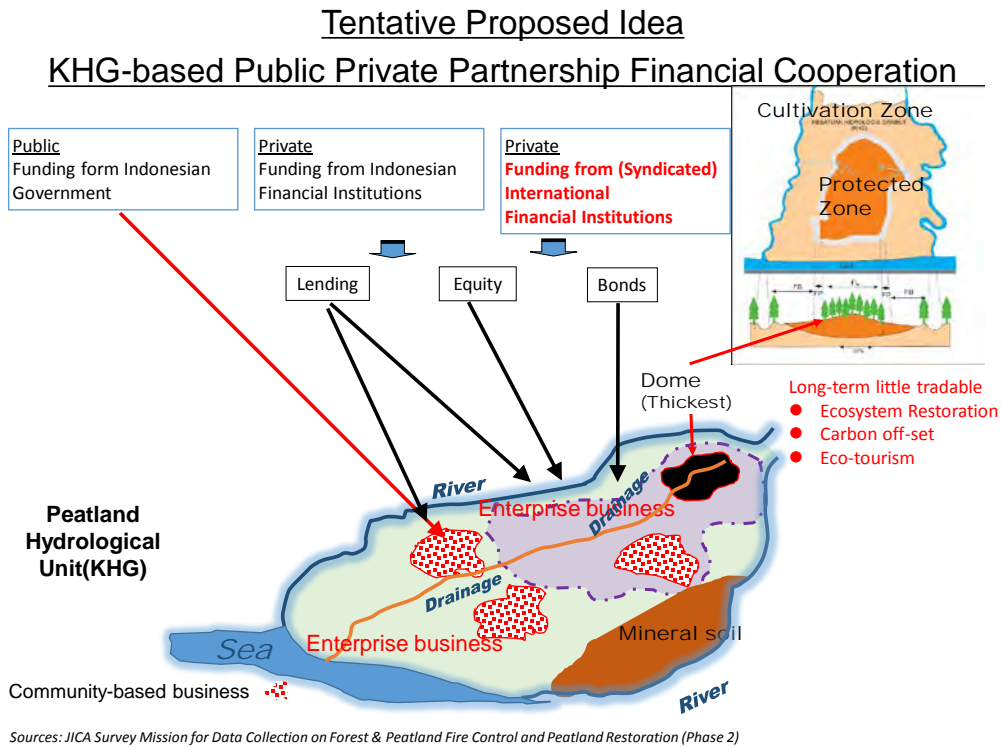 Tentative Proposed Idea
KHG-based Public Private Partnership Financial Cooperation
Public
Funding form Indonesian
Government
Private
Funding from Indonesian
Financial Institutions
Private
Funding from (Syndicated)
International
Financial Institutions
Cultivation Zone
Protected
Zone
Lending
Equity
Bonds
Dome
(Thickest)
Long-term little tradable
● Ecosystem Restoration
● Carbon off-set
● Eco-tourism
River
Enterprise business
Drainage
Peatland
Hydrological
Unit(KHG)
Drainage
Enterprise business
Mineral soil
Sea
River
Community-based business
Sources: JICA Survey Mission for Data Collection on Forest & Peatland Fire Control and Peatland Restoration (Phase 2)